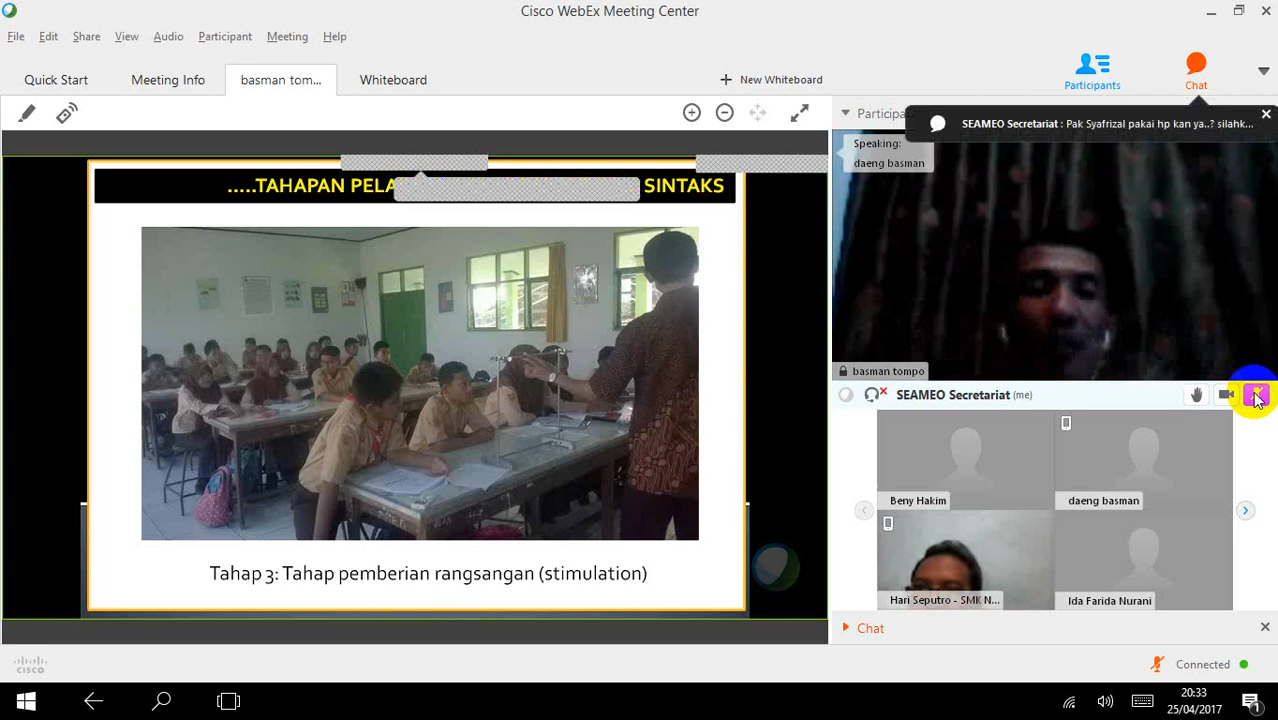 Cisco WebEx Meeting Center
File Edit Share View Audio Participant Meeting Help
Quick Start Meeting Info basman tom... Whiteboard + New Whiteboard
Participants Chat
Participa
SEAMEO Secretariat : Pak Syafrizal pakai hp kan ya..? silahk...
Speaking:
daeng basman
.....TAHAPAN PELA SINTAKS
Tahap 3: Tahap pemberian rangsangan (stimulation)
basman tompo
SEAMEO Secretariat (me)
Beny Hakim
daeng basman
Hari Seputro - SMK N...
Ida Farida Nurani
Chat
cisco
Connected
20:33
25/04/2017
1